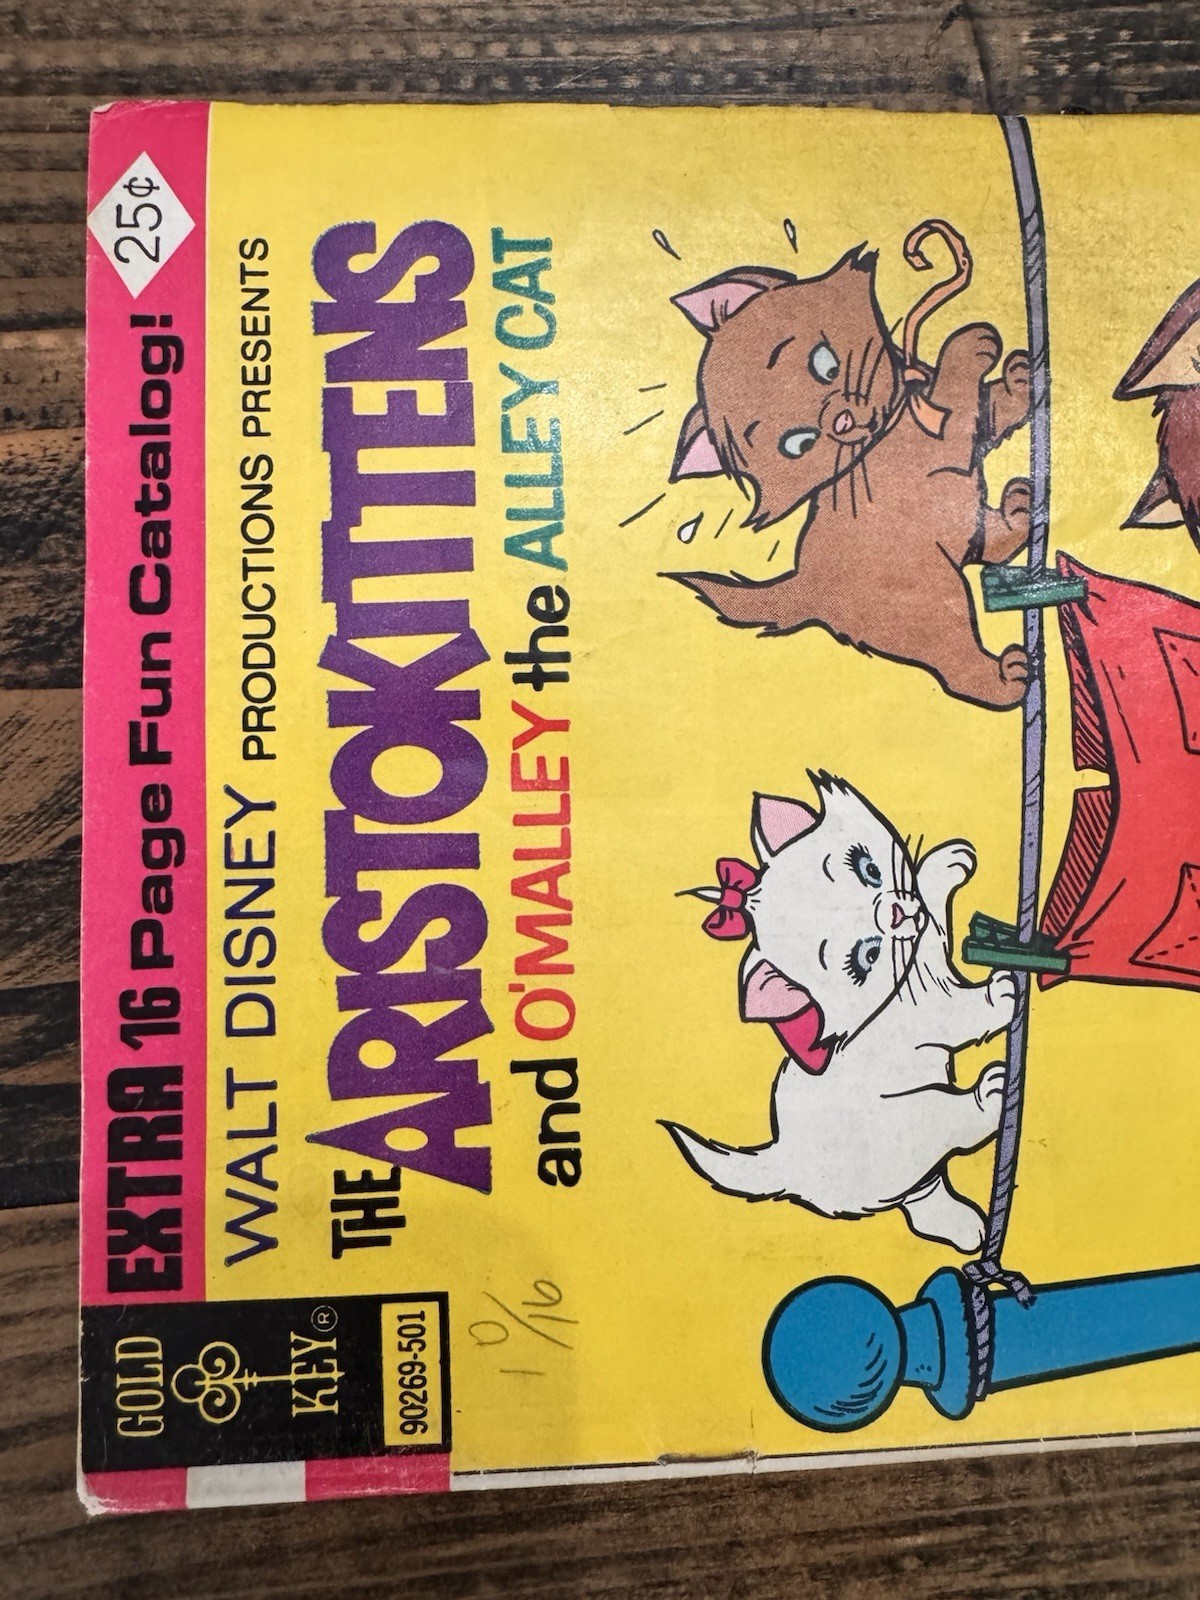 EXTRA 16 Page Fun Catalog!
25¢
GOLD
KEY®
90269-501
WALT DISNEY PRODUCTIONS PRESENTS
THE ARISTOKITTENS
and O'MALLEY the ALLEY CAT
10/16